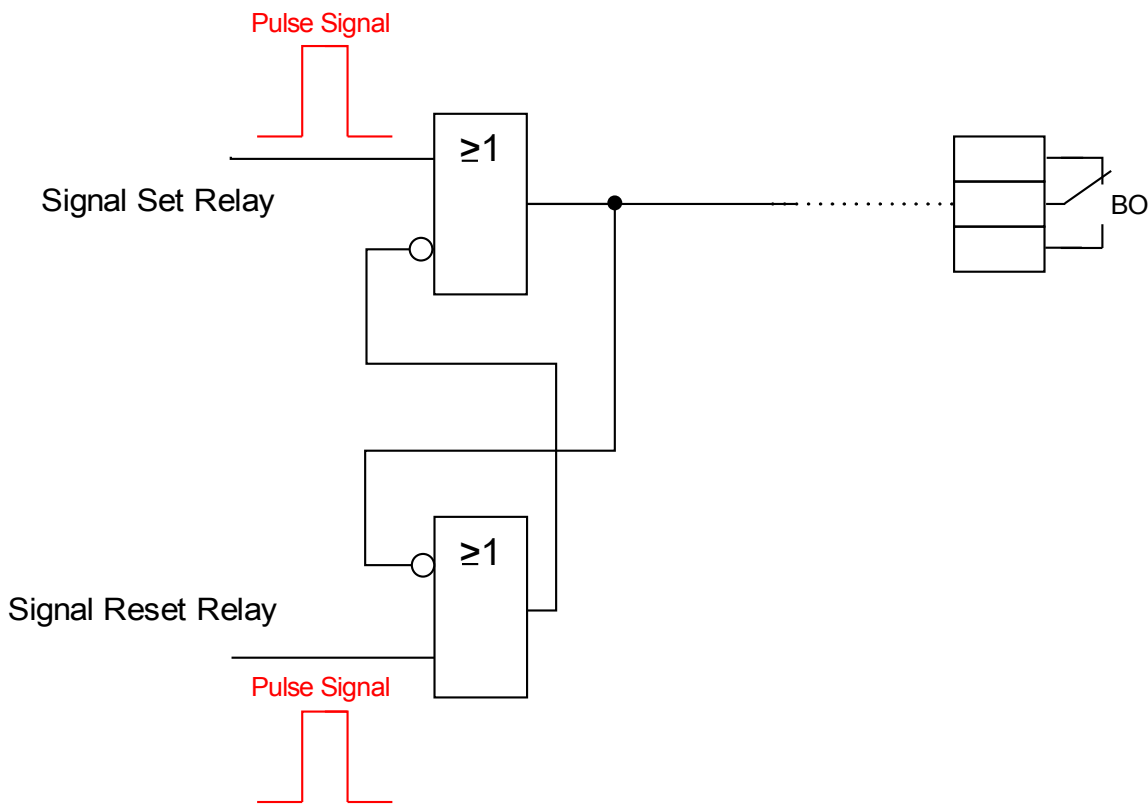 Pulse Signal
≥1
Signal Set Relay
BO
≥1
Signal Reset Relay
Pulse Signal